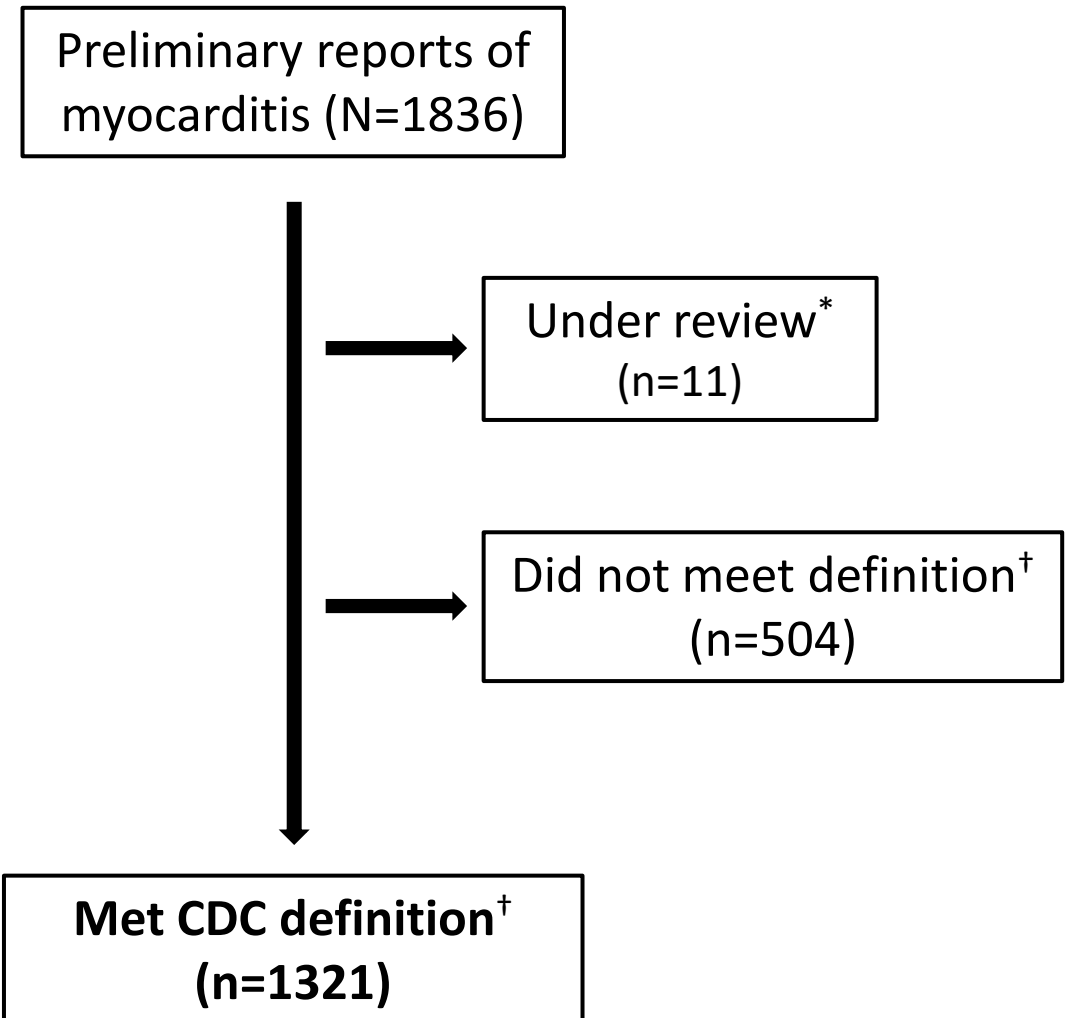 Preliminary reports of
myocarditis (N=1836)
Under review*
(n=11)
Did not meet definition†
(n=504)
Met CDC definition†
(n=1321)